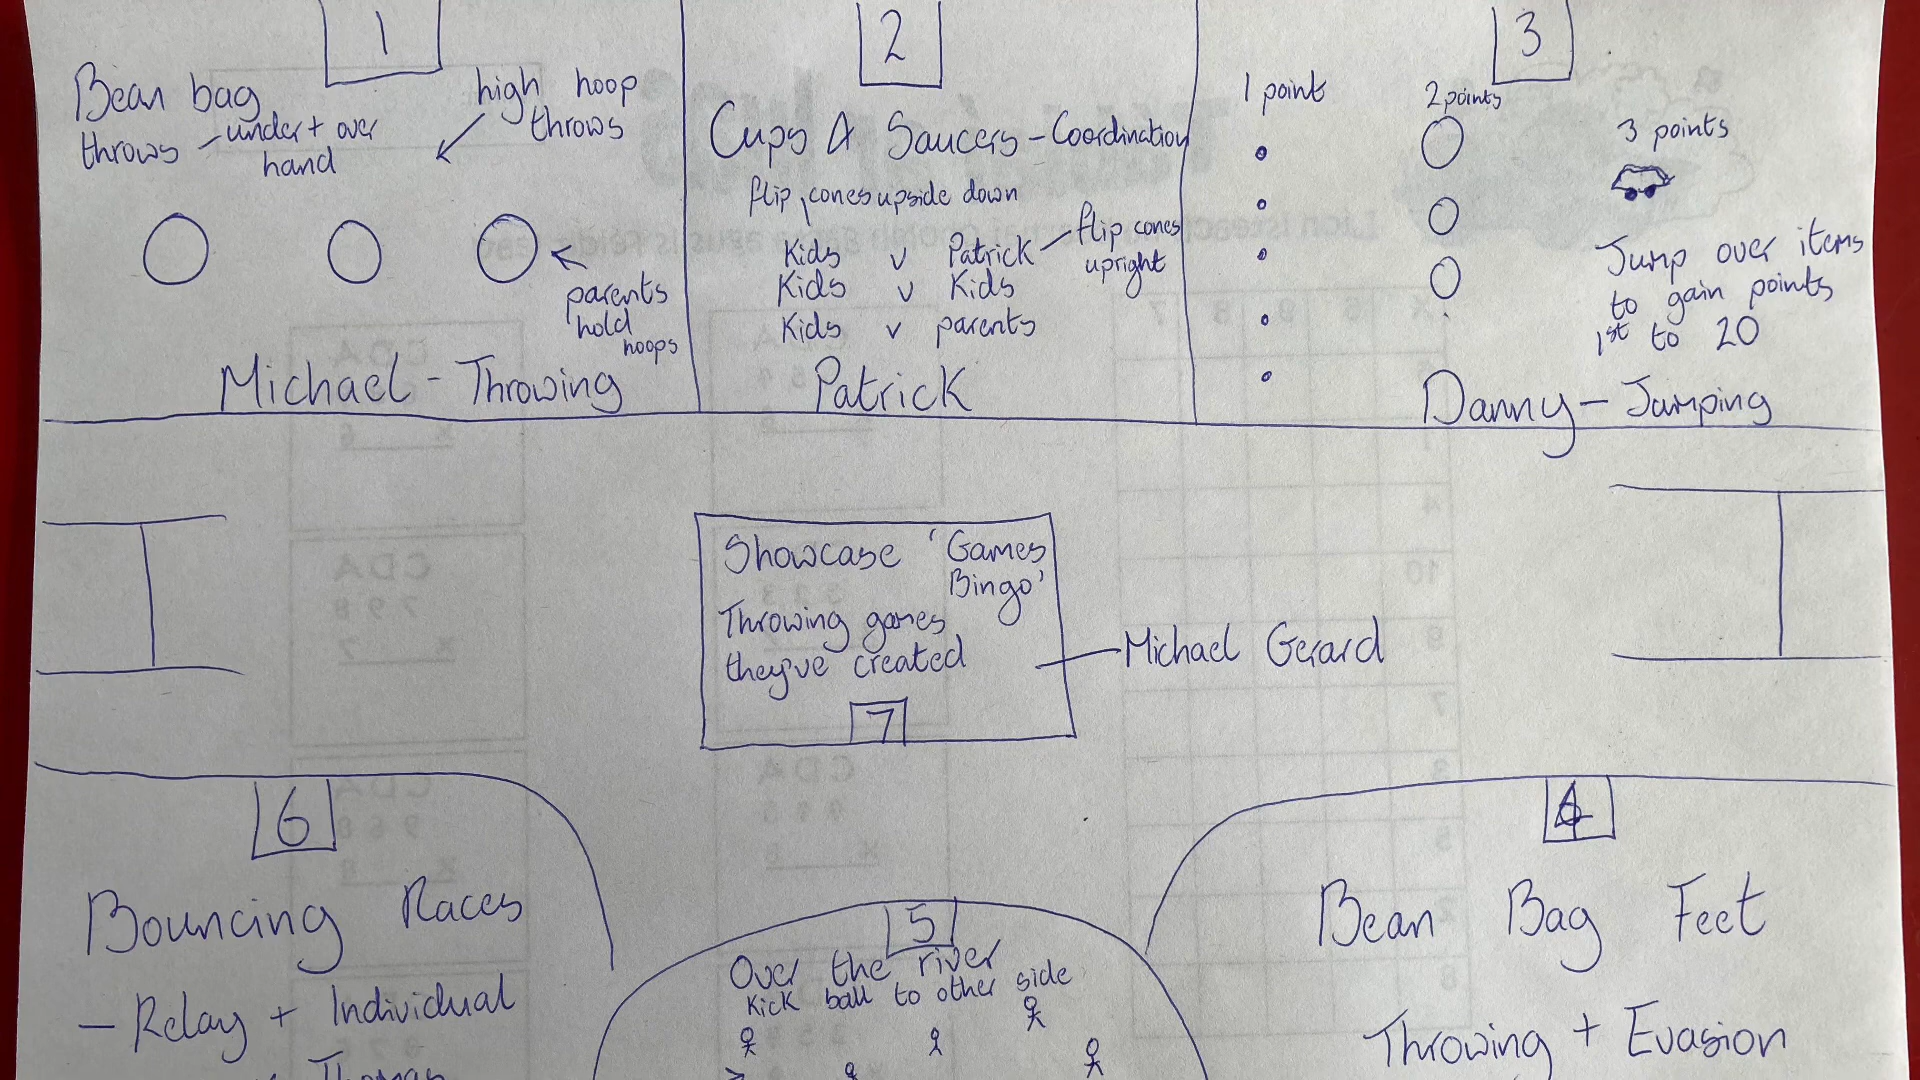 1
Bean bag
throws - under + over
hand
high hoop
throws
parents
hold
hoops
Michael - Throwing
2
Cups & Saucers - Coordination
flip cones upside down
Kids v Patrick - flip cones
upright
Kids v Kids
Kids v parents
Patrick
3
1 point
2 points
3 points
Jump over items
to gain points
1st to 20
Danny - Jumping
Showcase 'Games
Bingo'
Throwing games
they've created
7
Michael Gerard
6
Bouncing Races
- Relay + Individual
Thomas
5
Over the river
Kick ball to other side
4
Bean Bag Feet
Throwing + Evasion